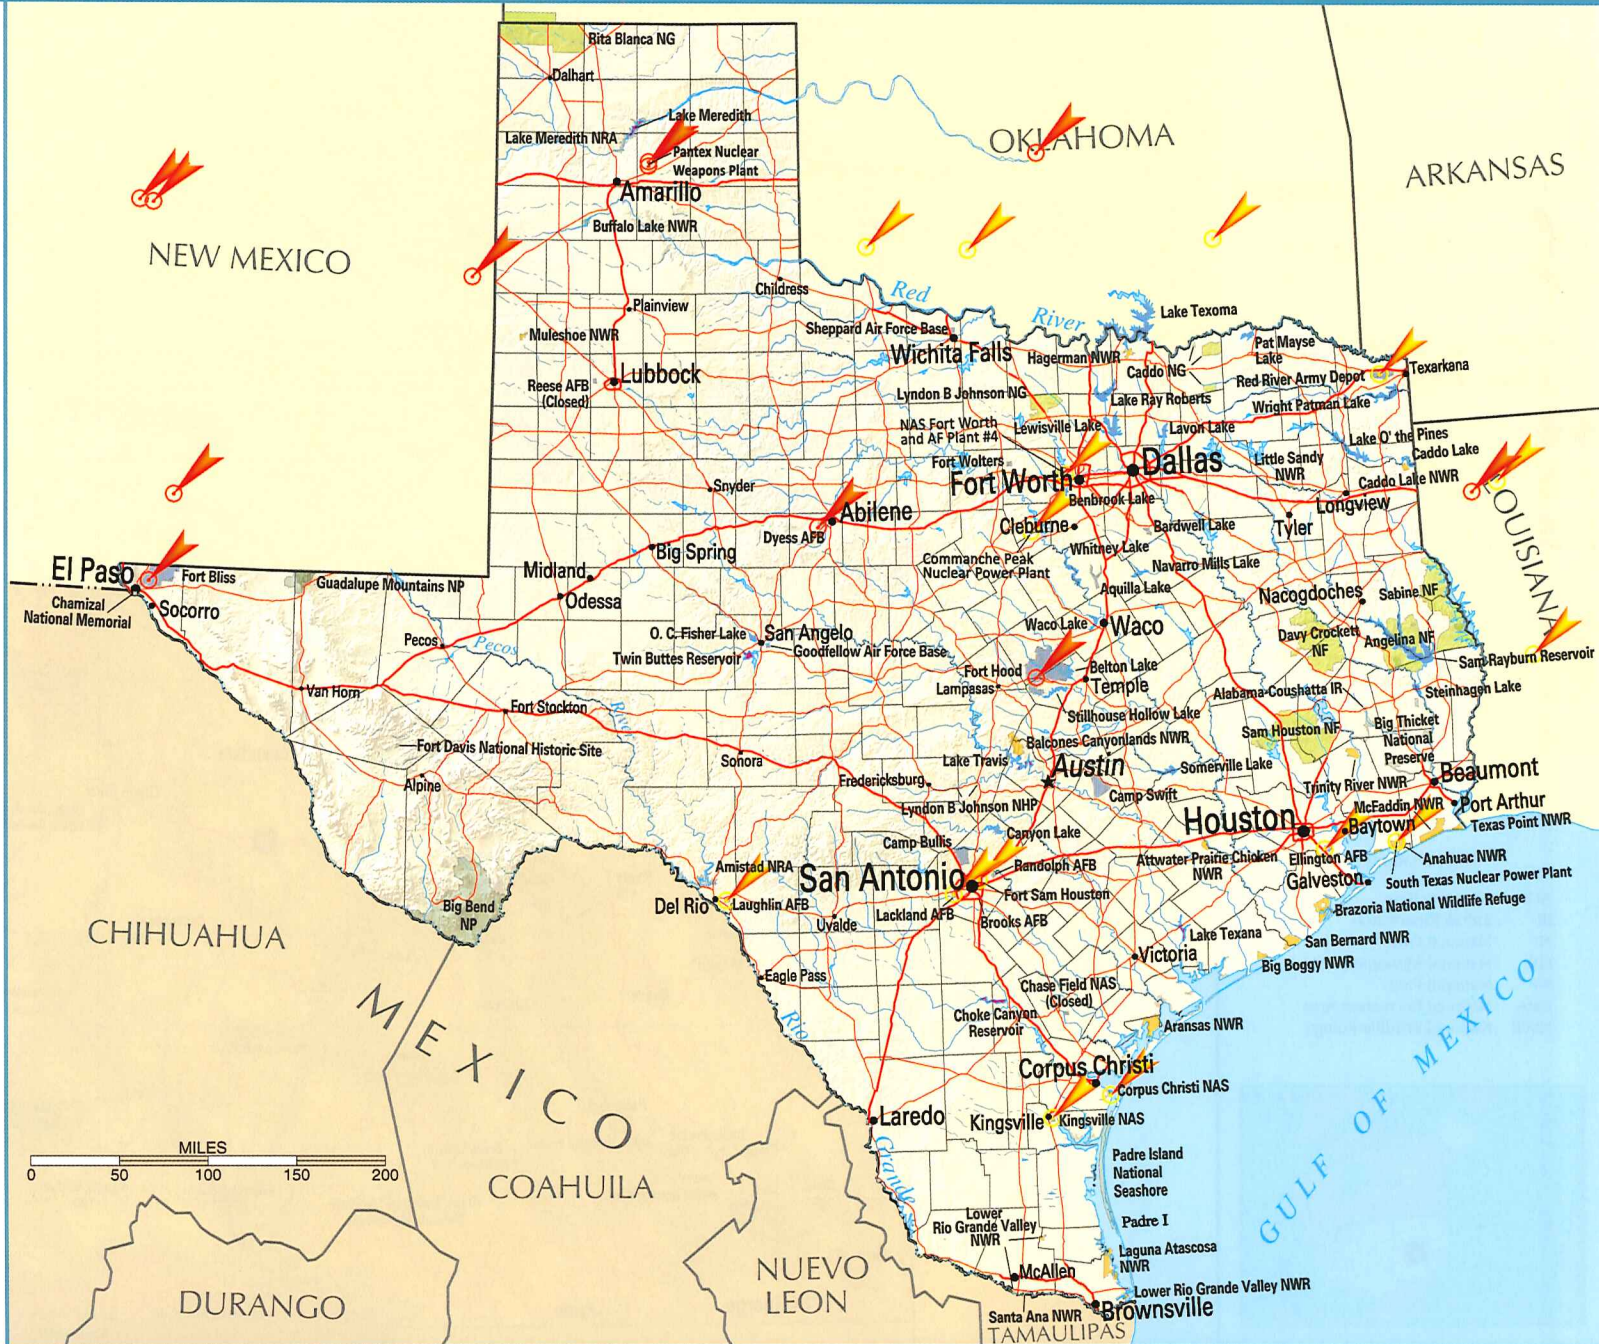 Rita Blanca NG
Dalhart
Lake Meredith
Lake Meredith NRA
OKLAHOMA
ARKANSAS
Pantex Nuclear
Weapons Plant
Amarillo
Buffalo Lake NWR
NEW MEXICO
Childress
Red
River
Lake Texoma
Plainview
Muleshoe NWR
Sheppard Air Force Base
Wichita Falls
Hagerman NWR
Pat Mayse
Lake
Caddo NG
Texarkana
Red River Army Depot
Lubbock
Reese AFB
(Closed)
Lyndon B Johnson NG
Lake Ray Roberts
Wright Patman Lake
NAS Fort Worth
and AF Plant #4
Lewisville Lake
Lavon Lake
Lake O' the Pines
Caddo Lake
Fort Wolters
Dallas
Little Sandy
NWR
Caddo Lake NWR
Fort Worth
Snyder
Benbrook Lake
Longview
LOUISIANA
Abilene
Dyess AFB
Cleburne
Bardwell Lake
Tyler
Big Spring
Whitney Lake
Commanche Peak
Nuclear Power Plant
Navarro Mills Lake
El Paso
Fort Bliss
Guadalupe Mountains NP
Midland
Odessa
Aquilla Lake
Nacogdoches
Sabine NF
Chamizal
National Memorial
Socorro
Pecos
Pecos
River
O. C. Fisher Lake
San Angelo
Goodfellow Air Force Base
Twin Buttes Reservoir
Waco Lake
Waco
Davy Crockett
NF
Angelina NF
Sam Rayburn Reservoir
Fort Hood
Belton Lake
Lampasas
Temple
Alabama-Coushatta IR
Steinhagen Lake
Van Horn
Fort Stockton
Stillhouse Hollow Lake
Sam Houston NF
Big Thicket
National
Preserve
Fort Davis National Historic Site
Sonora
Balcones Canyonlands NWR
Lake Travis
Austin
Somerville Lake
Alpine
Fredericksburg
Camp Swift
Trinity River NWR
Beaumont
Lyndon B Johnson NHP
McFaddin NWR
Port Arthur
Houston
Baytown
Texas Point NWR
Camp Bullis
Canyon Lake
Amistad NRA
San Antonio
Randolph AFB
Attwater Prairie Chicken
NWR
Ellington AFB
Anahuac NWR
Galveston
South Texas Nuclear Power Plant
Fort Sam Houston
Del Rio
Laughlin AFB
Lackland AFB
Brooks AFB
Brazoria National Wildlife Refuge
Big Bend
NP
Uvalde
CHIHUAHUA
Lake Texana
San Bernard NWR
Victoria
Big Boggy NWR
Eagle Pass
Chase Field NAS
(Closed)
MEXICO
Rio
Choke Canyon
Reservoir
Aransas NWR
GULF OF MEXICO
Corpus Christi
Corpus Christi NAS
Laredo
Kingsville
Kingsville NAS
MILES
0 50 100 150 200
Grande
Padre Island
National
Seashore
COAHUILA
Lower
Rio Grande Valley
NWR
Padre I
Laguna Atascosa
NWR
NUEVO
LEON
McAllen
Lower Rio Grande Valley NWR
DURANGO
Santa Ana NWR
Brownsville
TAMAULIPAS